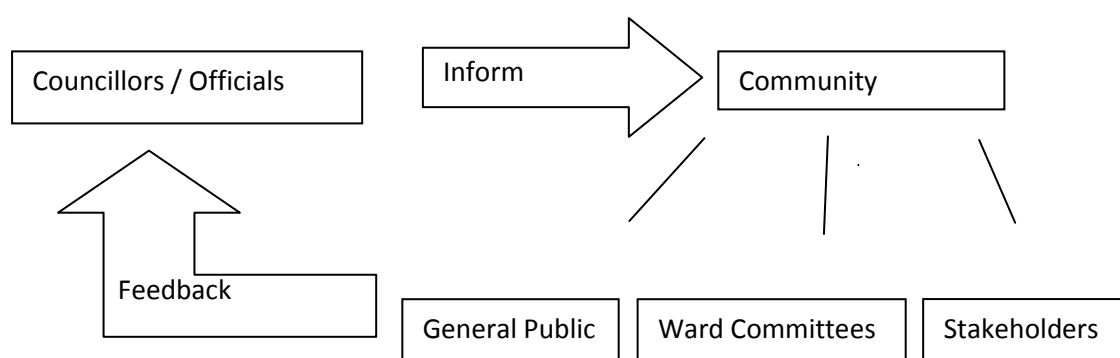 Councillors / Officials
Inform
Community
Feedback
General Public
Ward Committees
Stakeholders